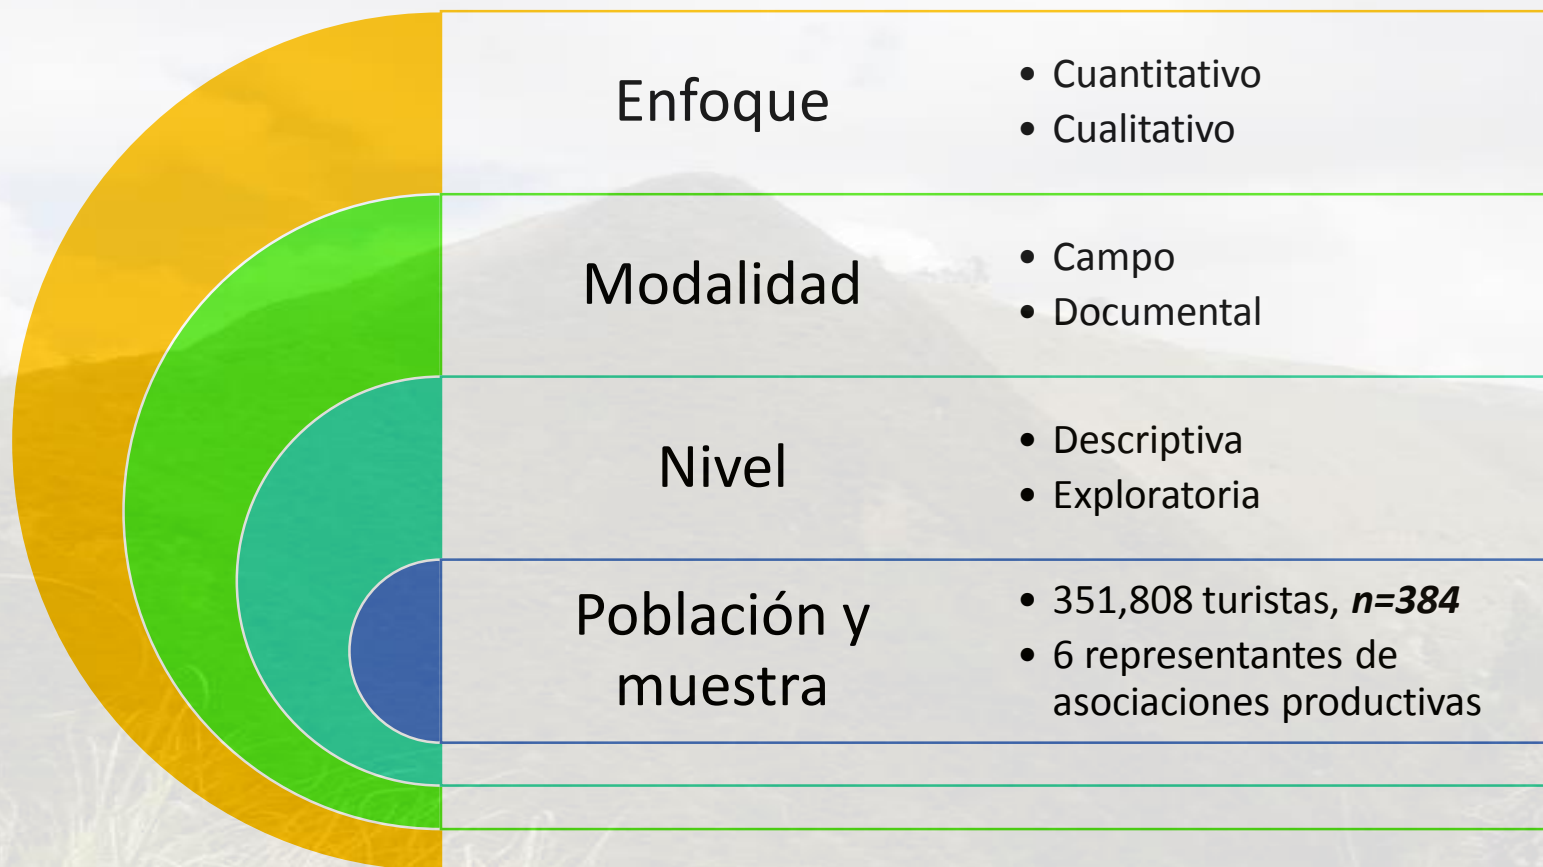 Enfoque
• Cuantitativo
• Cualitativo
Modalidad
• Campo
• Documental
Nivel
• Descriptiva
• Exploratoria
Población y
muestra
• 351,808 turistas, n=384
• 6 representantes de
asociaciones productivas